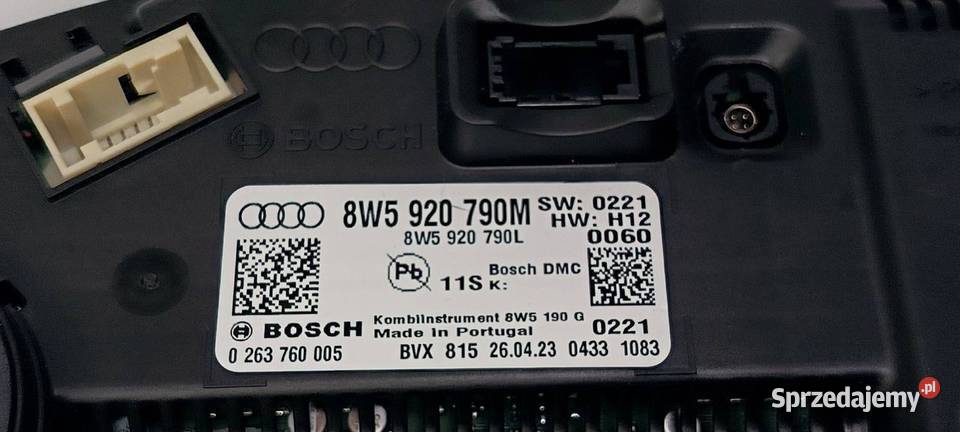 BOSCH
8W5 920 790M SW: 0221
HW: H12
8W5 920 790L 0060
Pb 11S Bosch DMC
K:
Kombiinstrument 8W5 190 G
BOSCH Made in Portugal 0221
0 263 760 005 BVX 815 26.04.23 0433 1083
Sprzedajemy.pl